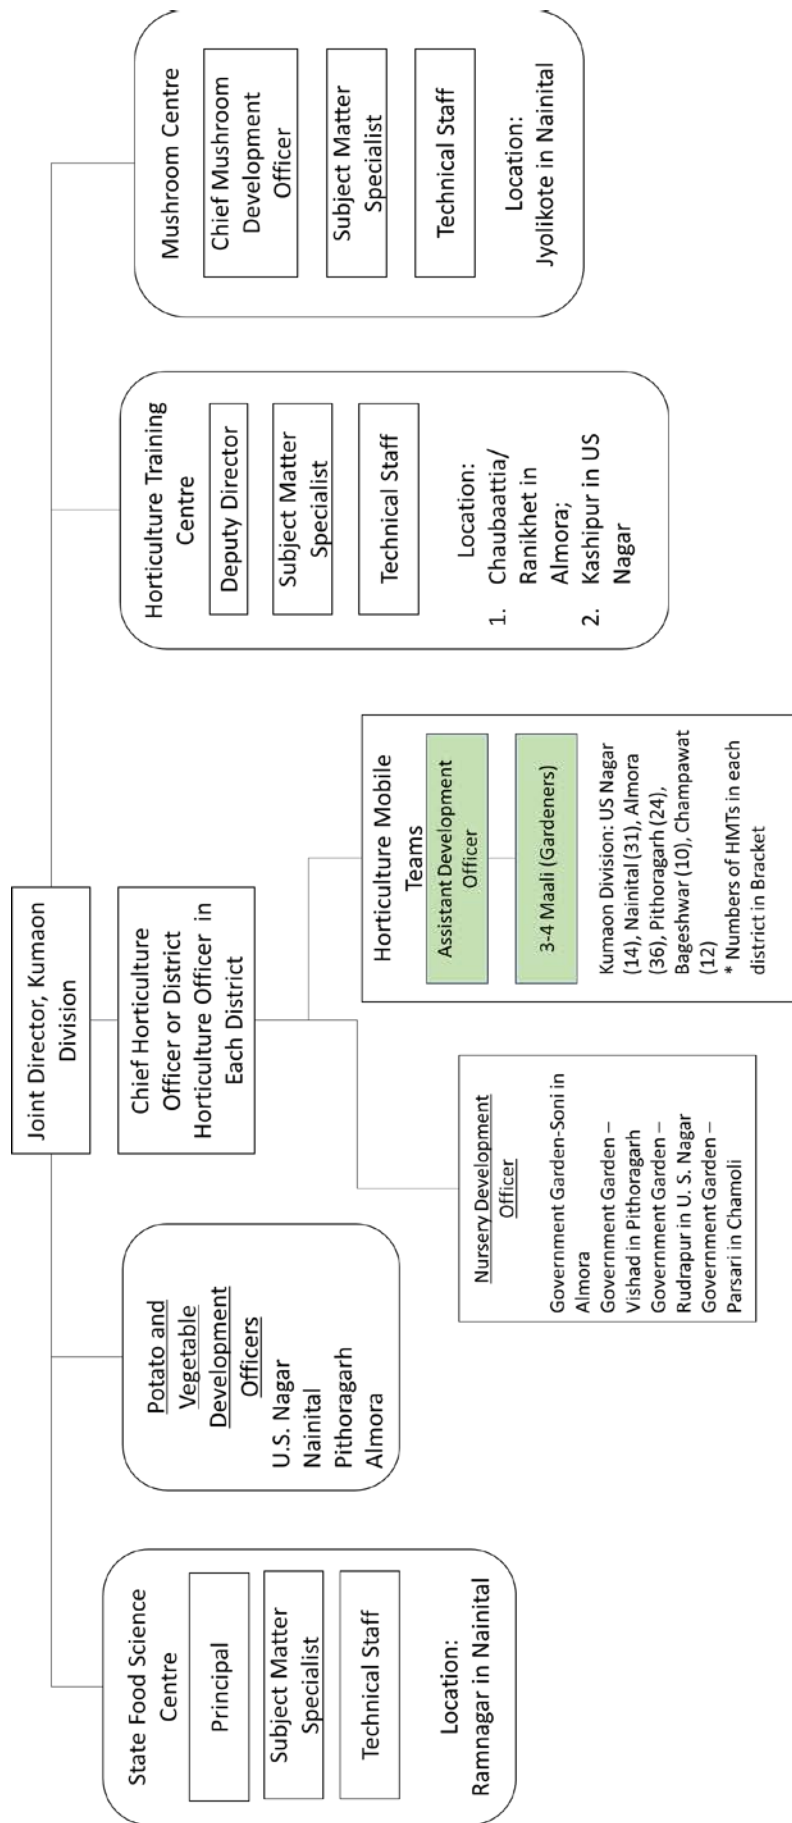 Joint Director, Kumaon
Division
State Food Science
Centre
Principal
Subject Matter
Specialist
Technical Staff
Location:
Ramnagar in Nainital
Potato and
Vegetable
Development
Officers
U.S. Nagar
Nainital
Pithoragarh
Almora
Chief Horticulture
Officer or District
Horticulture Officer in
Each District
Nursery Development
Officer
Government Garden-Soni in
Almora
Government Garden –
Vishad in Pithoragarh
Government Garden –
Rudrapur in U. S. Nagar
Government Garden –
Parsari in Chamoli
Horticulture Mobile
Teams
Assistant Development
Officer
3-4 Maali (Gardeners)
Kumaon Division: US Nagar
(14), Nainital (31), Almora
(36), Pithoragarh (24),
Bageshwar (10), Champawat
(12)
* Numbers of HMTs in each
district in Bracket
Horticulture Training
Centre
Deputy Director
Subject Matter
Specialist
Technical Staff
Location:
1. Chaubaattia/
Ranikhet in
Almora;
2. Kashipur in US
Nagar
Mushroom Centre
Chief Mushroom
Development
Officer
Subject Matter
Specialist
Technical Staff
Location:
Jyolikote in Nainital